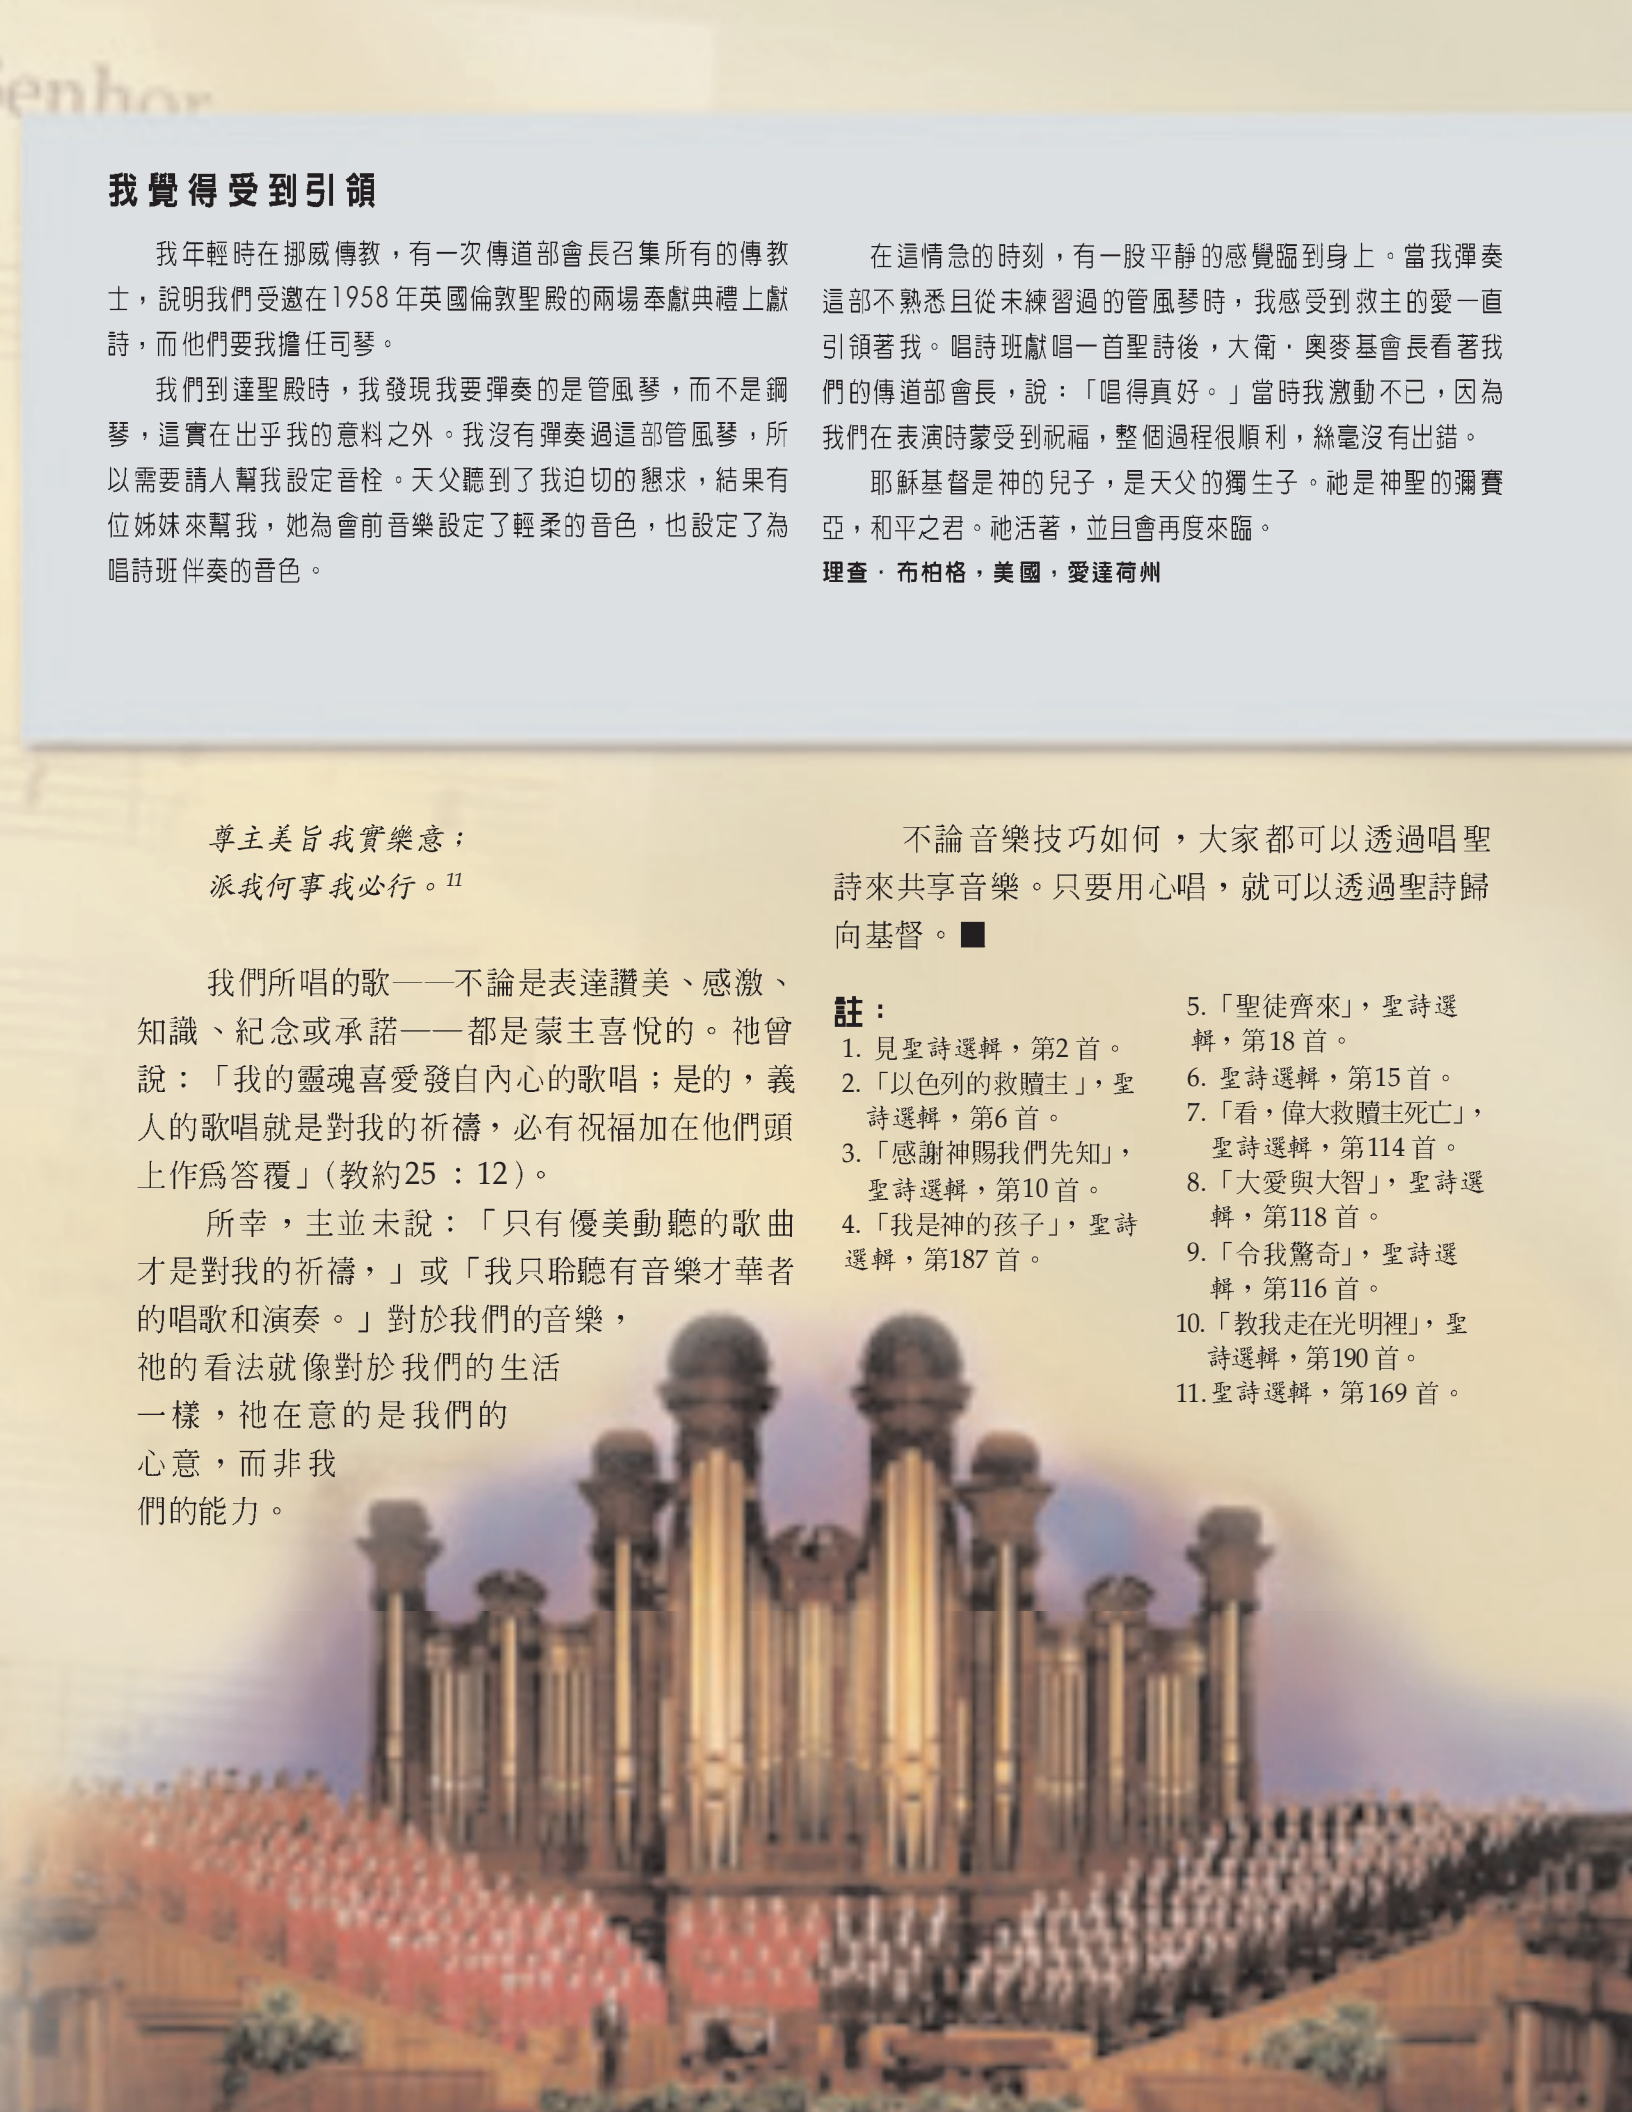 Senhor
我覺得受到引領
我年輕時在挪威傳教，有一次傳道部會長召集所有的傳教
士，說明我們受邀在1958年英國倫敦聖殿的兩場奉獻典禮上獻
詩，而他們要我擔任司琴。
我們到達聖殿時，我發現我要彈奏的是管風琴，而不是鋼
琴，這實在出乎我的意料之外。我沒有彈奏過這部管風琴，所
以需要請人幫我設定音栓。天父聽到了我迫切的懇求，結果有
位姊妹來幫我，她為會前音樂設定了輕柔的音色，也設定了為
唱詩班伴奏的音色。
在這情急的時刻，有一股平靜的感覺臨到身上。當我彈奏
這部不熟悉且從未練習過的管風琴時，我感受到救主的愛一直
引領著我。唱詩班獻唱一首聖詩後，大衛．奧麥基會長看著我
們的傳道部會長，說：「唱得真好。」當時我激動不已，因為
我們在表演時蒙受到祝福，整個過程很順利，絲毫沒有出錯。
耶穌基督是神的兒子，是天父的獨生子。祂是神聖的彌賽
亞，和平之君。祂活著，並且會再度來臨。
理查．布柏格，美國，愛達荷州
尊主美旨我實樂意；
派我何事我必行。11
我們所唱的歌——不論是表達讚美、感激、
知識、紀念或承諾——都是蒙主喜悅的。祂曾
說：「我的靈魂喜愛發自內心的歌唱；是的，義
人的歌唱就是對我的祈禱，必有祝福加在他們頭
上作爲答覆」（教約25：12）。
所幸，主並未說：「只有優美動聽的歌曲
才是對我的祈禱，」或「我只聆聽有音樂才華者
的唱歌和演奏。」對於我們的音樂，
祂的看法就像對於我們的生活
一樣，祂在意的是我們的
心意，而非我
們的能力。
不論音樂技巧如何，大家都可以透過唱聖
詩來共享音樂。只要用心唱，就可以透過聖詩歸
向基督。■
註：
1. 見聖詩選輯，第2首。
2.「以色列的救贖主」，聖
詩選輯，第6首。
3.「感謝神賜我們先知」，
聖詩選輯，第10首。
4.「我是神的孩子」，聖詩
選輯，第187首。
5.「聖徒齊來」，聖詩選
輯，第18首。
6. 聖詩選輯，第15首。
7.「看，偉大救贖主死亡」，
聖詩選輯，第114首。
8.「大愛與大智」，聖詩選
輯，第118首。
9.「令我驚奇」，聖詩選
輯，第116首。
10.「教我走在光明裡」，聖
詩選輯，第190首。
11.聖詩選輯，第169首。